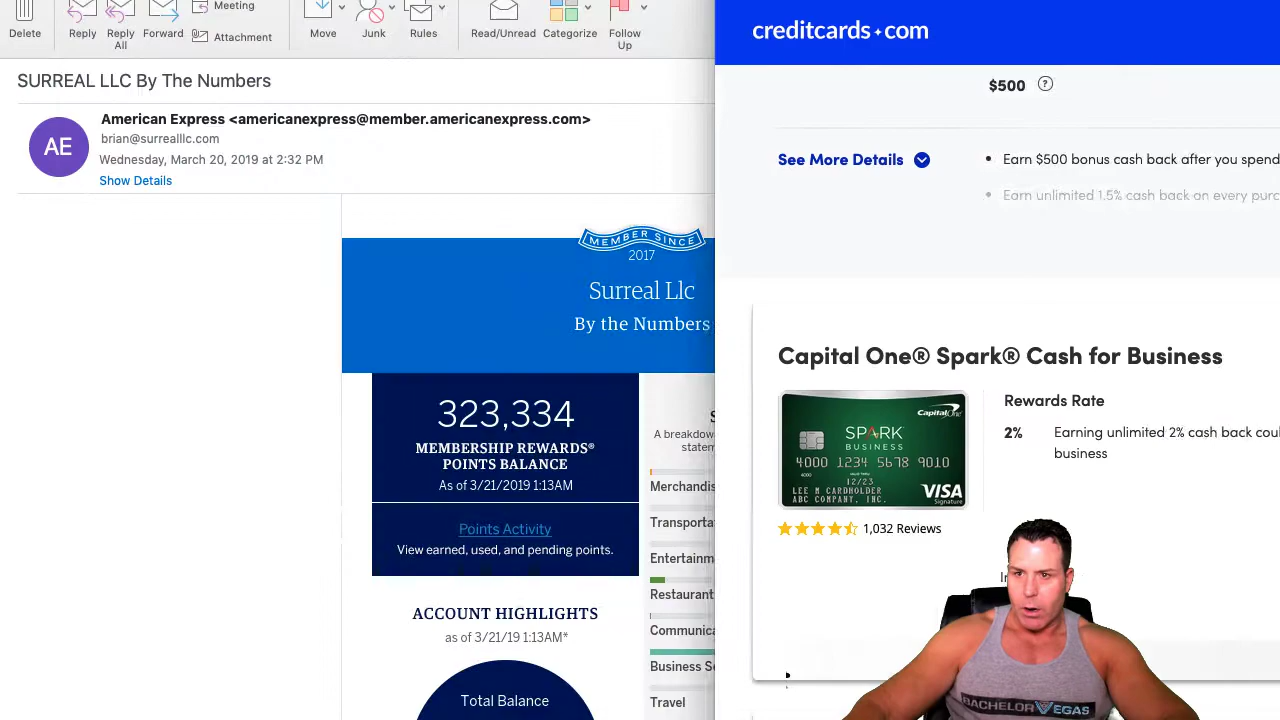 Delete
Reply
Reply
All
Forward
Meeting
Attachment
Move
Junk
Rules
Read/Unread
Categorize
Follow
Up
SURREAL LLC By The Numbers
AE
American Express <americanexpress@member.americanexpress.com>
brian@surrealllc.com
Wednesday, March 20, 2019 at 2:32 PM
Show Details
MEMBER SINCE
2017
Surreal Llc
By the Numbers
323,334
MEMBERSHIP REWARDS®
POINTS BALANCE
As of 3/21/2019 1:13AM
Points Activity
View earned, used, and pending points.
ACCOUNT HIGHLIGHTS
as of 3/21/19 1:13AM*
Total Balance
A breakdow
statem
Merchandis
Transporta
Entertainm
Restaurant
Communica
Business Se
Travel
creditcards.com
$500 ?
See More Details
• Earn $500 bonus cash back after you spend
• Earn unlimited 1.5% cash back on every purc
Capital One® Spark® Cash for Business
Capital One
SPARK
BUSINESS
4000 1234 5678 9010
4000
12/23
LEE M CARDHOLDER
ABC COMPANY, INC.
VISA
Signature
1,032 Reviews
Rewards Rate
2% Earning unlimited 2% cash back coul
business
BACHELOR VEGAS